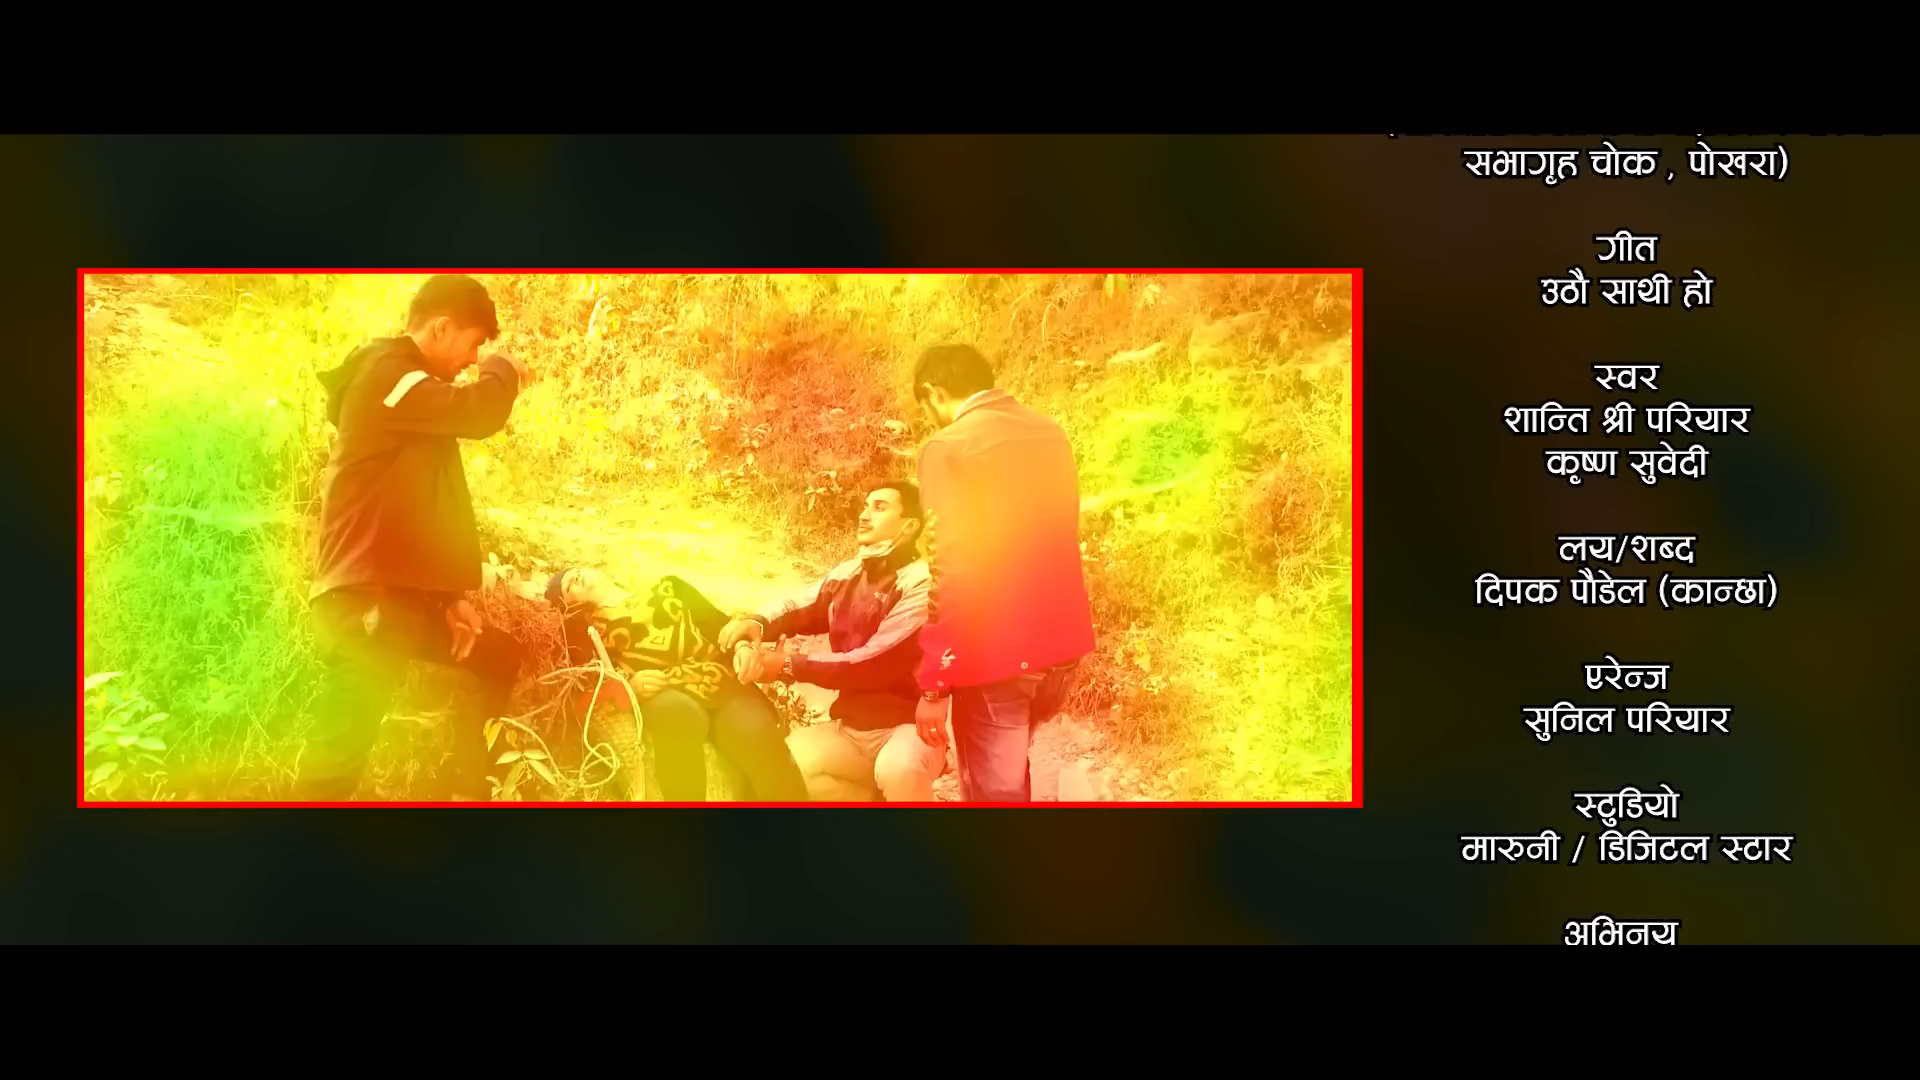 सभागृह चोक , पोखरा)
गीत
उठौ साथी हो
स्वर
शान्ति श्री परियार
कृष्ण सुवेदी
लय/शब्द
दिपक पौडेल (कान्छा)
एरेन्ज
सुनिल परियार
स्टुडियो
मारुनी / डिजिटल स्टार
अभिनय